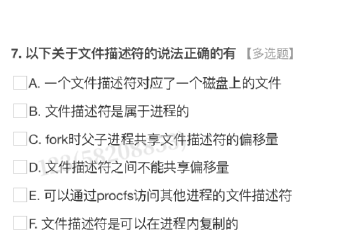 7. 以下关于文件描述符的说法正确的有 【多选题】
A. 一个文件描述符对应了一个磁盘上的文件
B. 文件描述符是属于进程的
C. fork时父子进程共享文件描述符的偏移量
D. 文件描述符之间不能共享偏移量
E. 可以通过procfs访问其他进程的文件描述符
F. 文件描述符是可以在进程内复制的